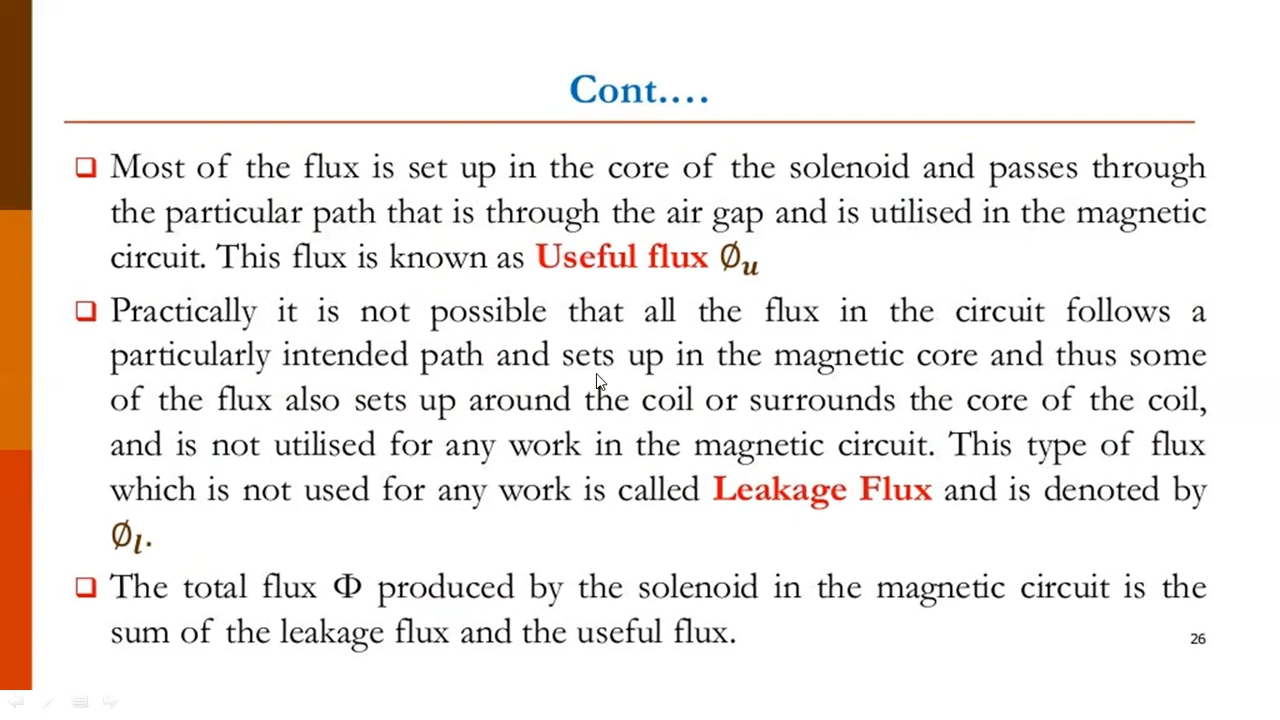 Cont.…
❑ Most of the flux is set up in the core of the solenoid and passes through
the particular path that is through the air gap and is utilised in the magnetic
circuit. This flux is known as Useful flux ∅u
❑ Practically it is not possible that all the flux in the circuit follows a
particularly intended path and sets up in the magnetic core and thus some
of the flux also sets up around the coil or surrounds the core of the coil,
and is not utilised for any work in the magnetic circuit. This type of flux
which is not used for any work is called Leakage Flux and is denoted by
∅l.
❑ The total flux Φ produced by the solenoid in the magnetic circuit is the
sum of the leakage flux and the useful flux.
26